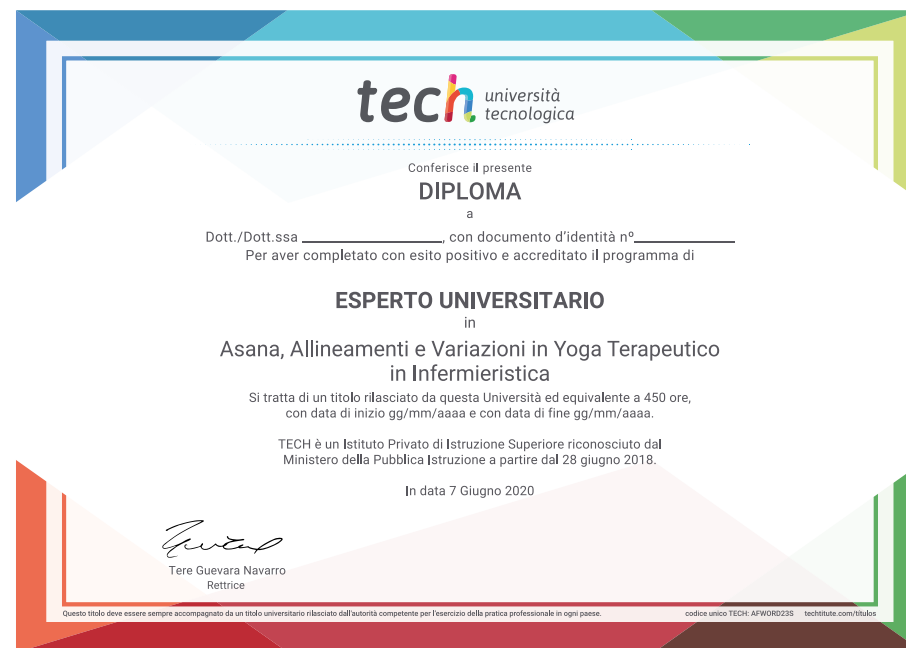 tech università
tecnologica
Conferisce il presente
DIPLOMA
a
Dott./Dott.ssa ____________________, con documento d'identità nº______________
Per aver completato con esito positivo e accreditato il programma di
ESPERTO UNIVERSITARIO
in
Asana, Allineamenti e Variazioni in Yoga Terapeutico
in Infermieristica
Si tratta di un titolo rilasciato da questa Università ed equivalente a 450 ore,
con data di inizio gg/mm/aaaa e con data di fine gg/mm/aaaa.
TECH è un Istituto Privato di Istruzione Superiore riconosciuto dal
Ministero della Pubblica Istruzione a partire dal 28 giugno 2018.
In data 7 Giugno 2020
Tere Guevara Navarro
Rettrice
Questo titolo deve essere sempre accompagnato da un titolo universitario rilasciato dall'autorità competente per l'esercizio della pratica professionale in ogni paese. codice unico TECH: AFWORD23S techtitute.com/títulos